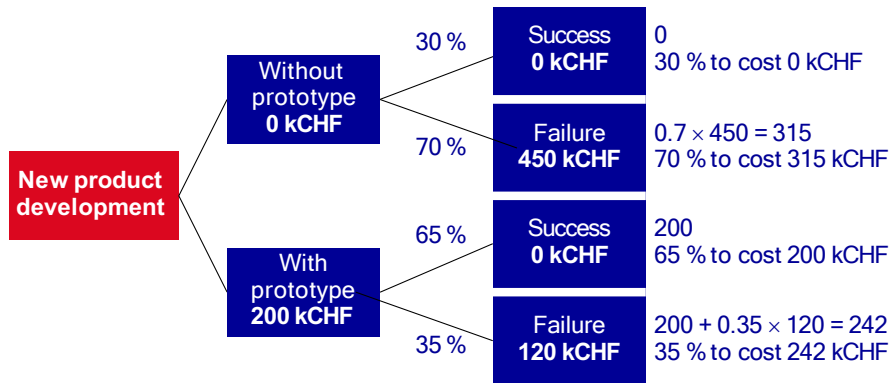 New product
development
Without
prototype
0 kCHF
30 %
Success
0 kCHF
0
30 % to cost 0 kCHF
70 %
Failure
450 kCHF
0.7 × 450 = 315
70 % to cost 315 kCHF
With
prototype
200 kCHF
65 %
Success
0 kCHF
200
65 % to cost 200 kCHF
35 %
Failure
120 kCHF
200 + 0.35 × 120 = 242
35 % to cost 242 kCHF